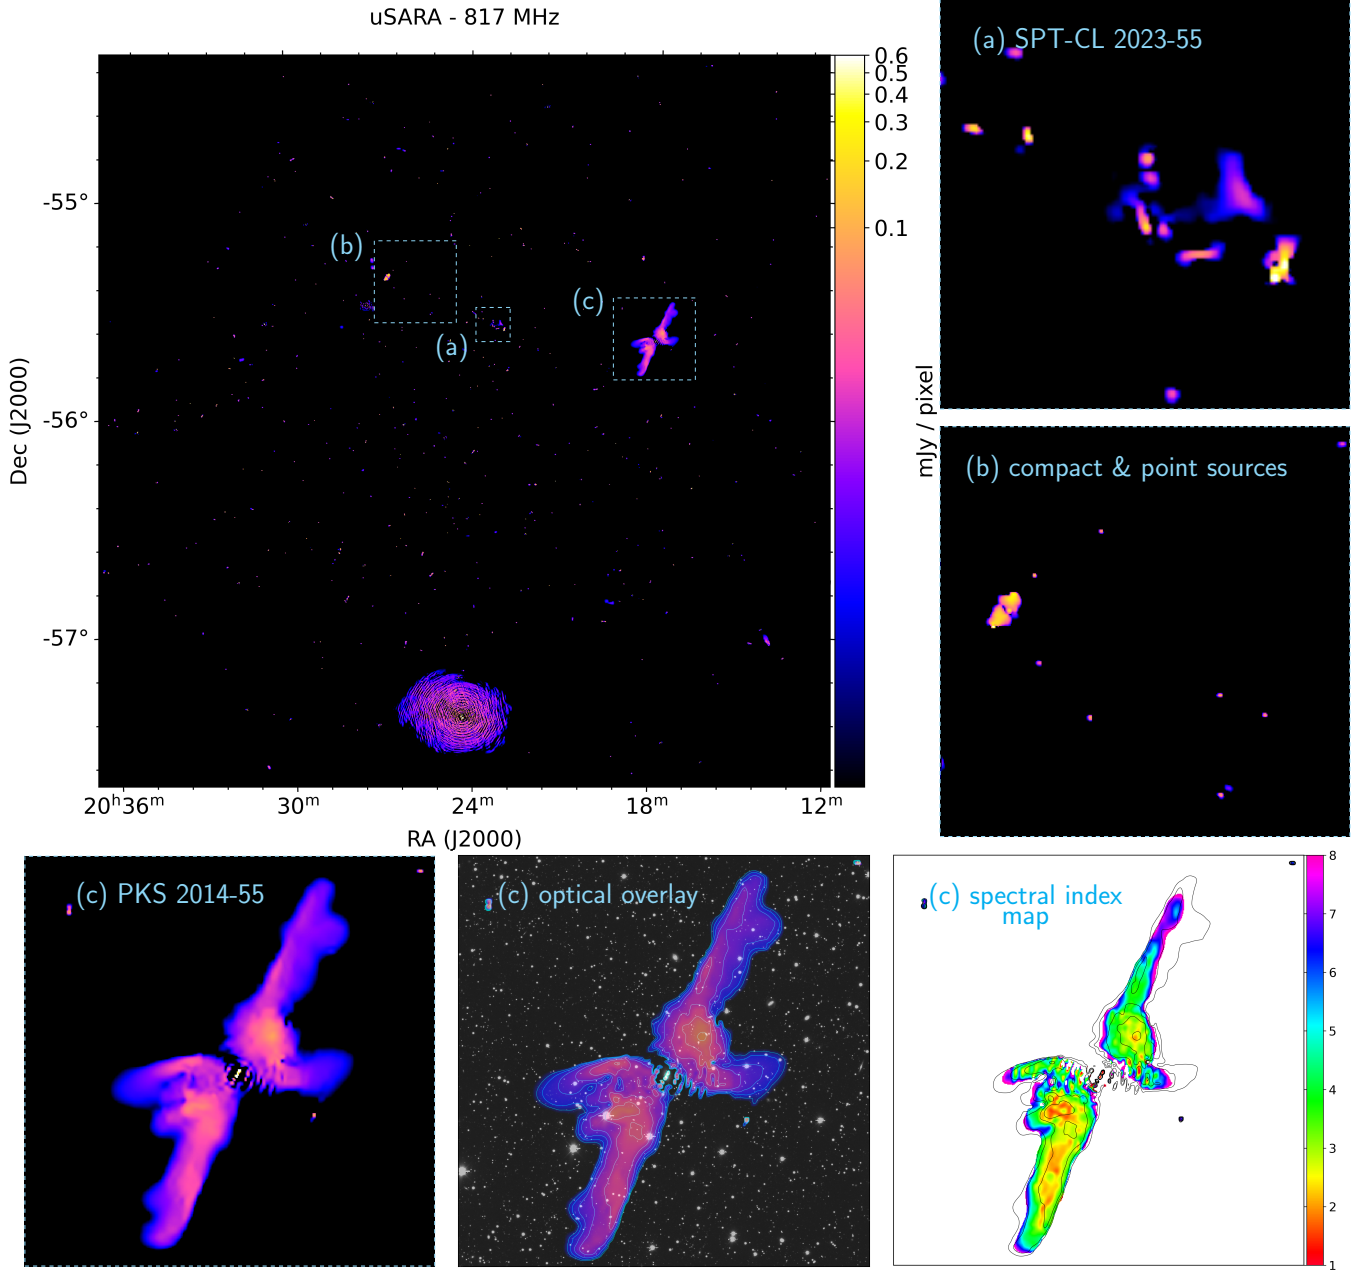 uSARA - 817 MHz
0.6
0.5
0.4
0.3
0.2
0.1
mJy / pixel
Dec (J2000)
-55°
-56°
-57°
(b)
(a)
(c)
20ʰ36ᵐ 30ᵐ 24ᵐ 18ᵐ 12ᵐ
RA (J2000)
(a) SPT-CL 2023-55
(b) compact & point sources
(c) PKS 2014-55
(c) optical overlay
(c) spectral index
map
8
7
6
5
4
3
2
1